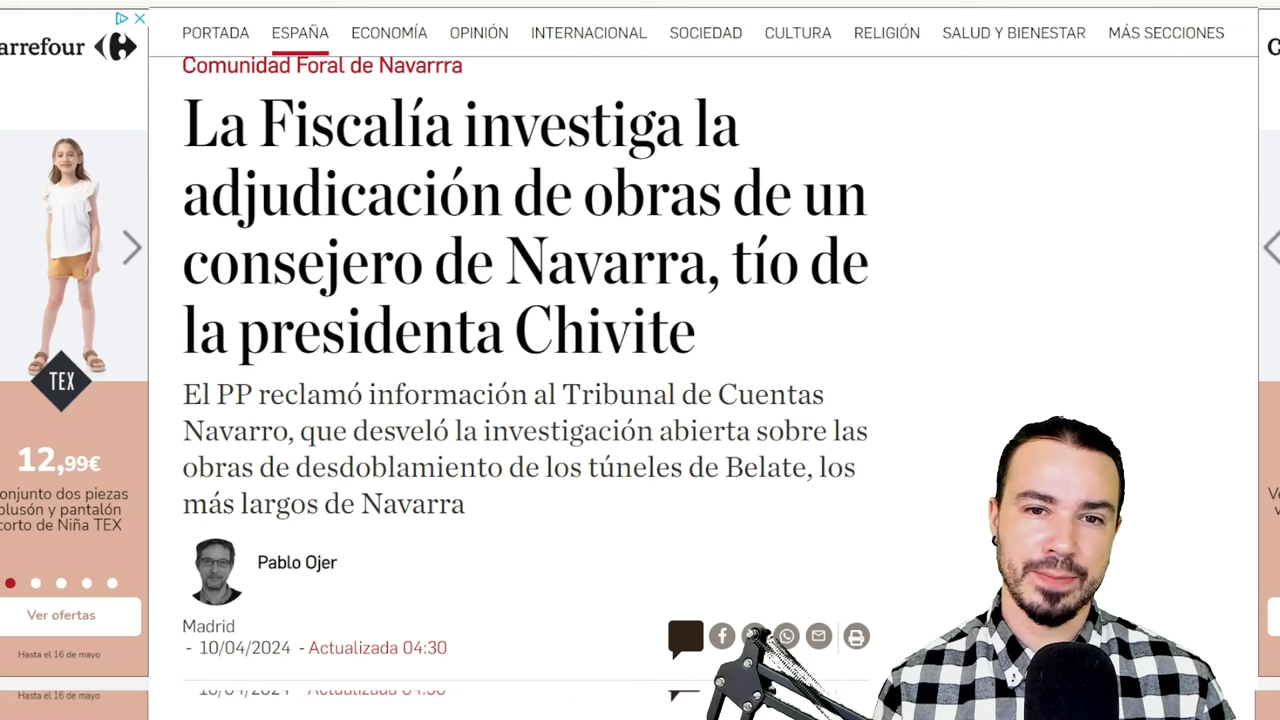 PORTADA ESPAÑA ECONOMÍA OPINIÓN INTERNACIONAL SOCIEDAD CULTURA RELIGIÓN SALUD Y BIENESTAR MÁS SECCIONES
Comunidad Foral de Navarrra
La Fiscalía investiga la
adjudicación de obras de un
consejero de Navarra, tío de
la presidenta Chivite
El PP reclamó información al Tribunal de Cuentas
Navarro, que desveló la investigación abierta sobre las
obras de desdoblamiento de los túneles de Belate, los
más largos de Navarra
Pablo Ojer
Madrid
- 10/04/2024 - Actualizada 04:30
arrefour
TEX
12,99€
onjunto dos piezas
olusón y pantalón
corto de Niña TEX
Ver ofertas
Hasta el 16 de mayo
Hasta el 16 de mayo